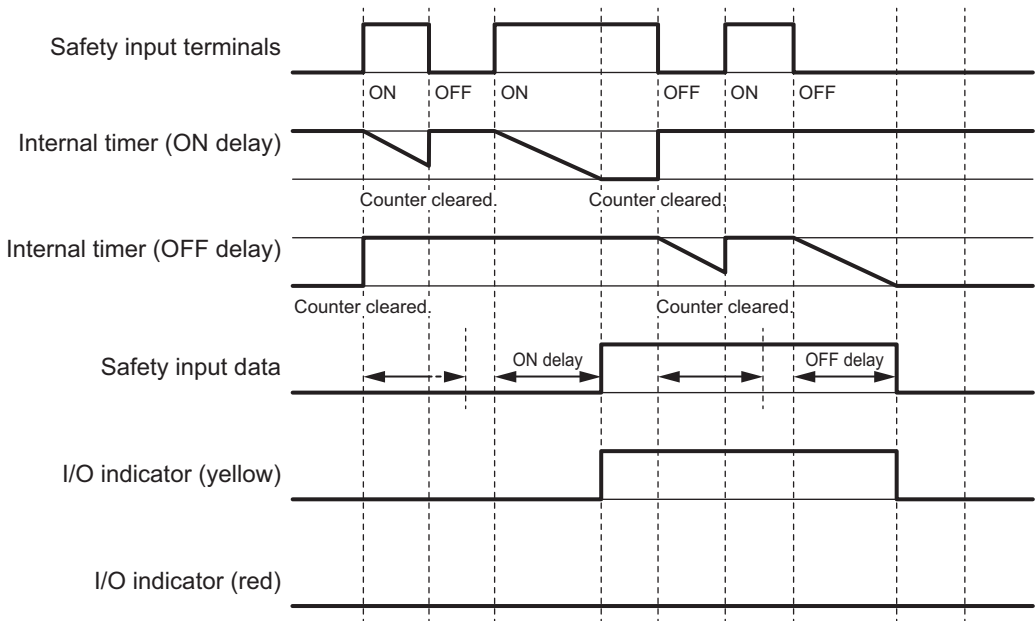 Safety input terminals
ON OFF ON OFF ON OFF
Internal timer (ON delay)
Counter cleared. Counter cleared.
Internal timer (OFF delay)
Counter cleared. Counter cleared.
Safety input data
ON delay OFF delay
I/O indicator (yellow)
I/O indicator (red)